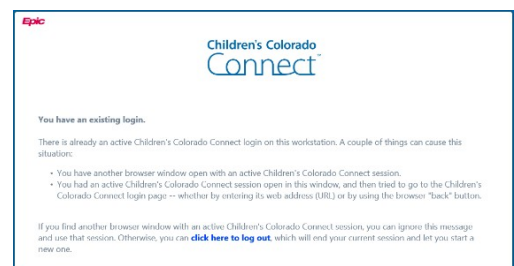 Epic
Children's Colorado
Connect™
You have an existing login.
There is already an active Children's Colorado Connect login on this workstation. A couple of things can cause this
situation:
• You have another browser window open with an active Children's Colorado Connect session.
• You had an active Children's Colorado Connect session open in this window, and then tried to go to the Children's
Colorado Connect login page -- whether by entering its web address (URL) or by using the browser "back" button.
If you find another browser window with an active Children's Colorado Connect session, you can ignore this message
and use that session. Otherwise, you can click here to log out, which will end your current session and let you start a
new one.